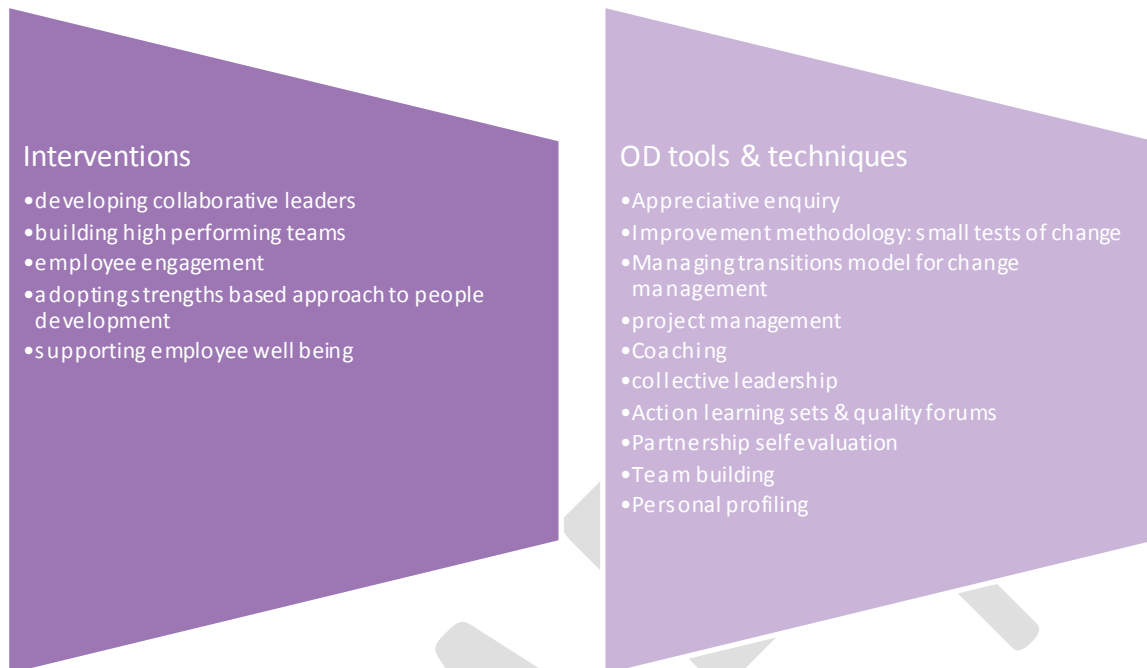 Interventions
•developing collaborative leaders
•building high performing teams
•employee engagement
•adopting strengths based approach to people
development
•supporting employee well being
OD tools & techniques
•Appreciative enquiry
•Improvement methodology: small tests of change
•Managing transitions model for change
management
•project management
•Coaching
•collective leadership
•Action learning sets & quality forums
•Partnership self evaluation
•Team building
•Personal profiling